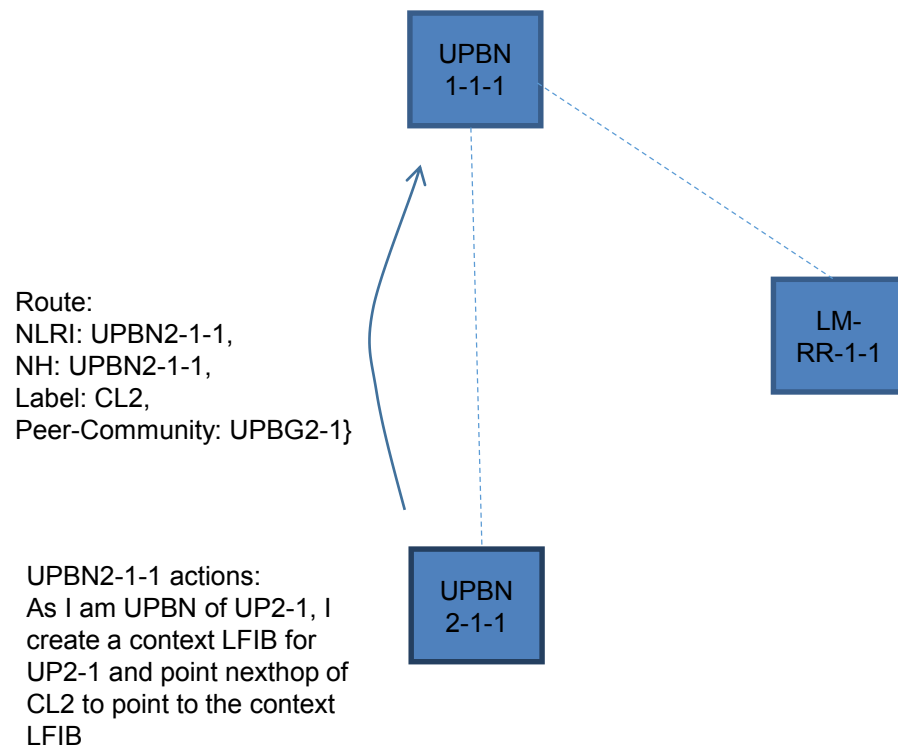 UPBN
1-1-1
Route:
NLRI: UPBN2-1-1,
NH: UPBN2-1-1,
Label: CL2,
Peer-Community: UPBG2-1}
LM-
RR-1-1
UPBN2-1-1 actions:
As I am UPBN of UP2-1, I
create a context LFIB for
UP2-1 and point nexthop of
CL2 to point to the context
LFIB
UPBN
2-1-1